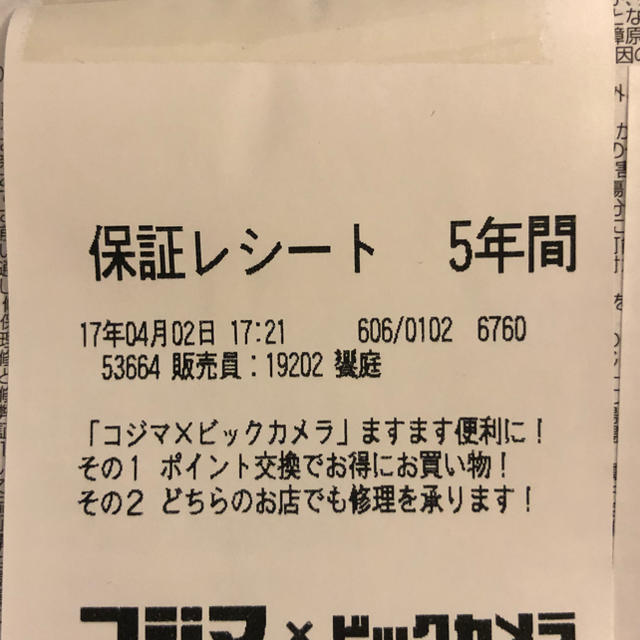 保証レシート 5年間
17年04月02日 17:21 606/0102 6760
53664 販売員:19202 饗庭
「コジマ×ビックカメラ」ますます便利に!
その1 ポイント交換でお得にお買い物!
その2 どちらのお店でも修理を承ります!
コジマ×ビックカメラ